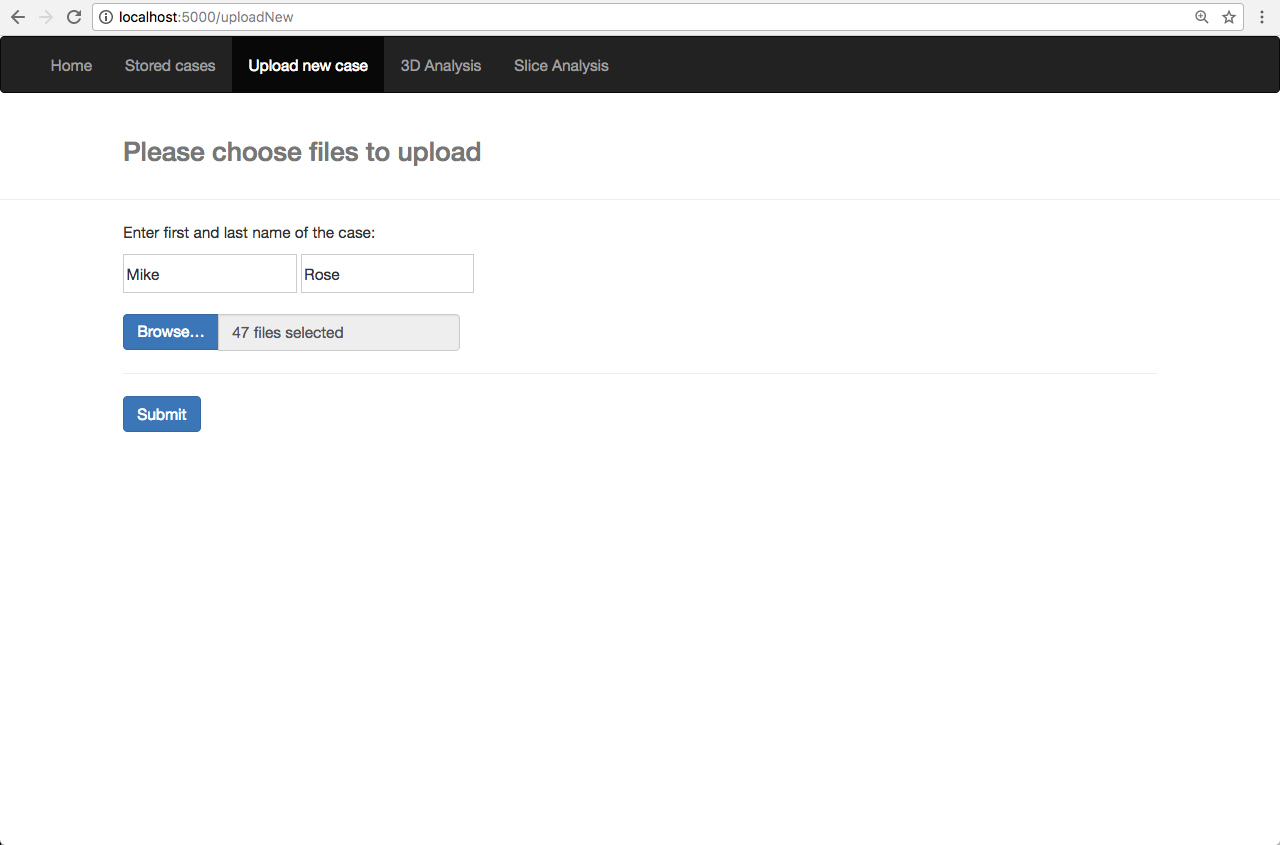 localhost:5000/uploadNew
Home Stored cases Upload new case 3D Analysis Slice Analysis
Please choose files to upload
Enter first and last name of the case:
Mike Rose
Browse... 47 files selected
Submit